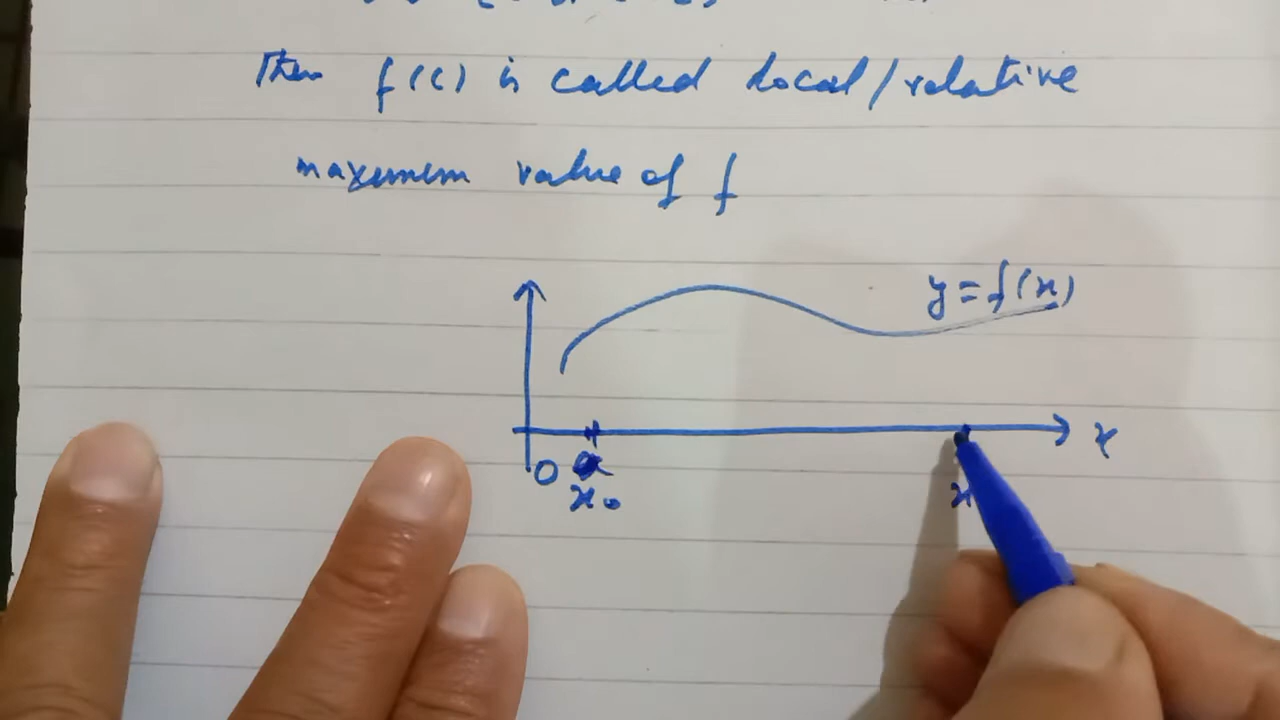 Then f(c) is called local/relative
maximum value of f
y = f(x)
O a x
x₀ x